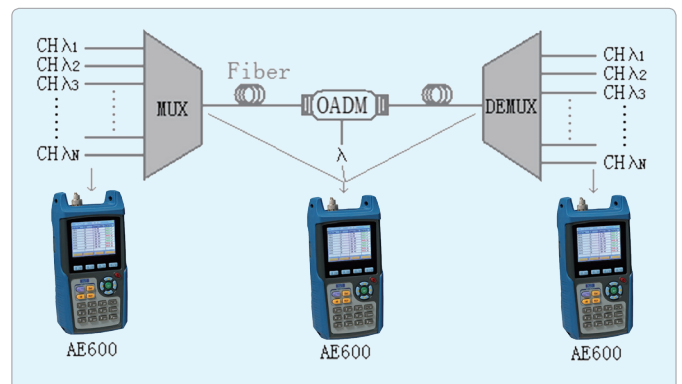 CH λ1
CH λ2
CH λ3
CH λN
MUX
Fiber
OADM
λ
DEMUX
CH λ1
CH λ2
CH λ3
CH λN
AE600
AE600
AE600